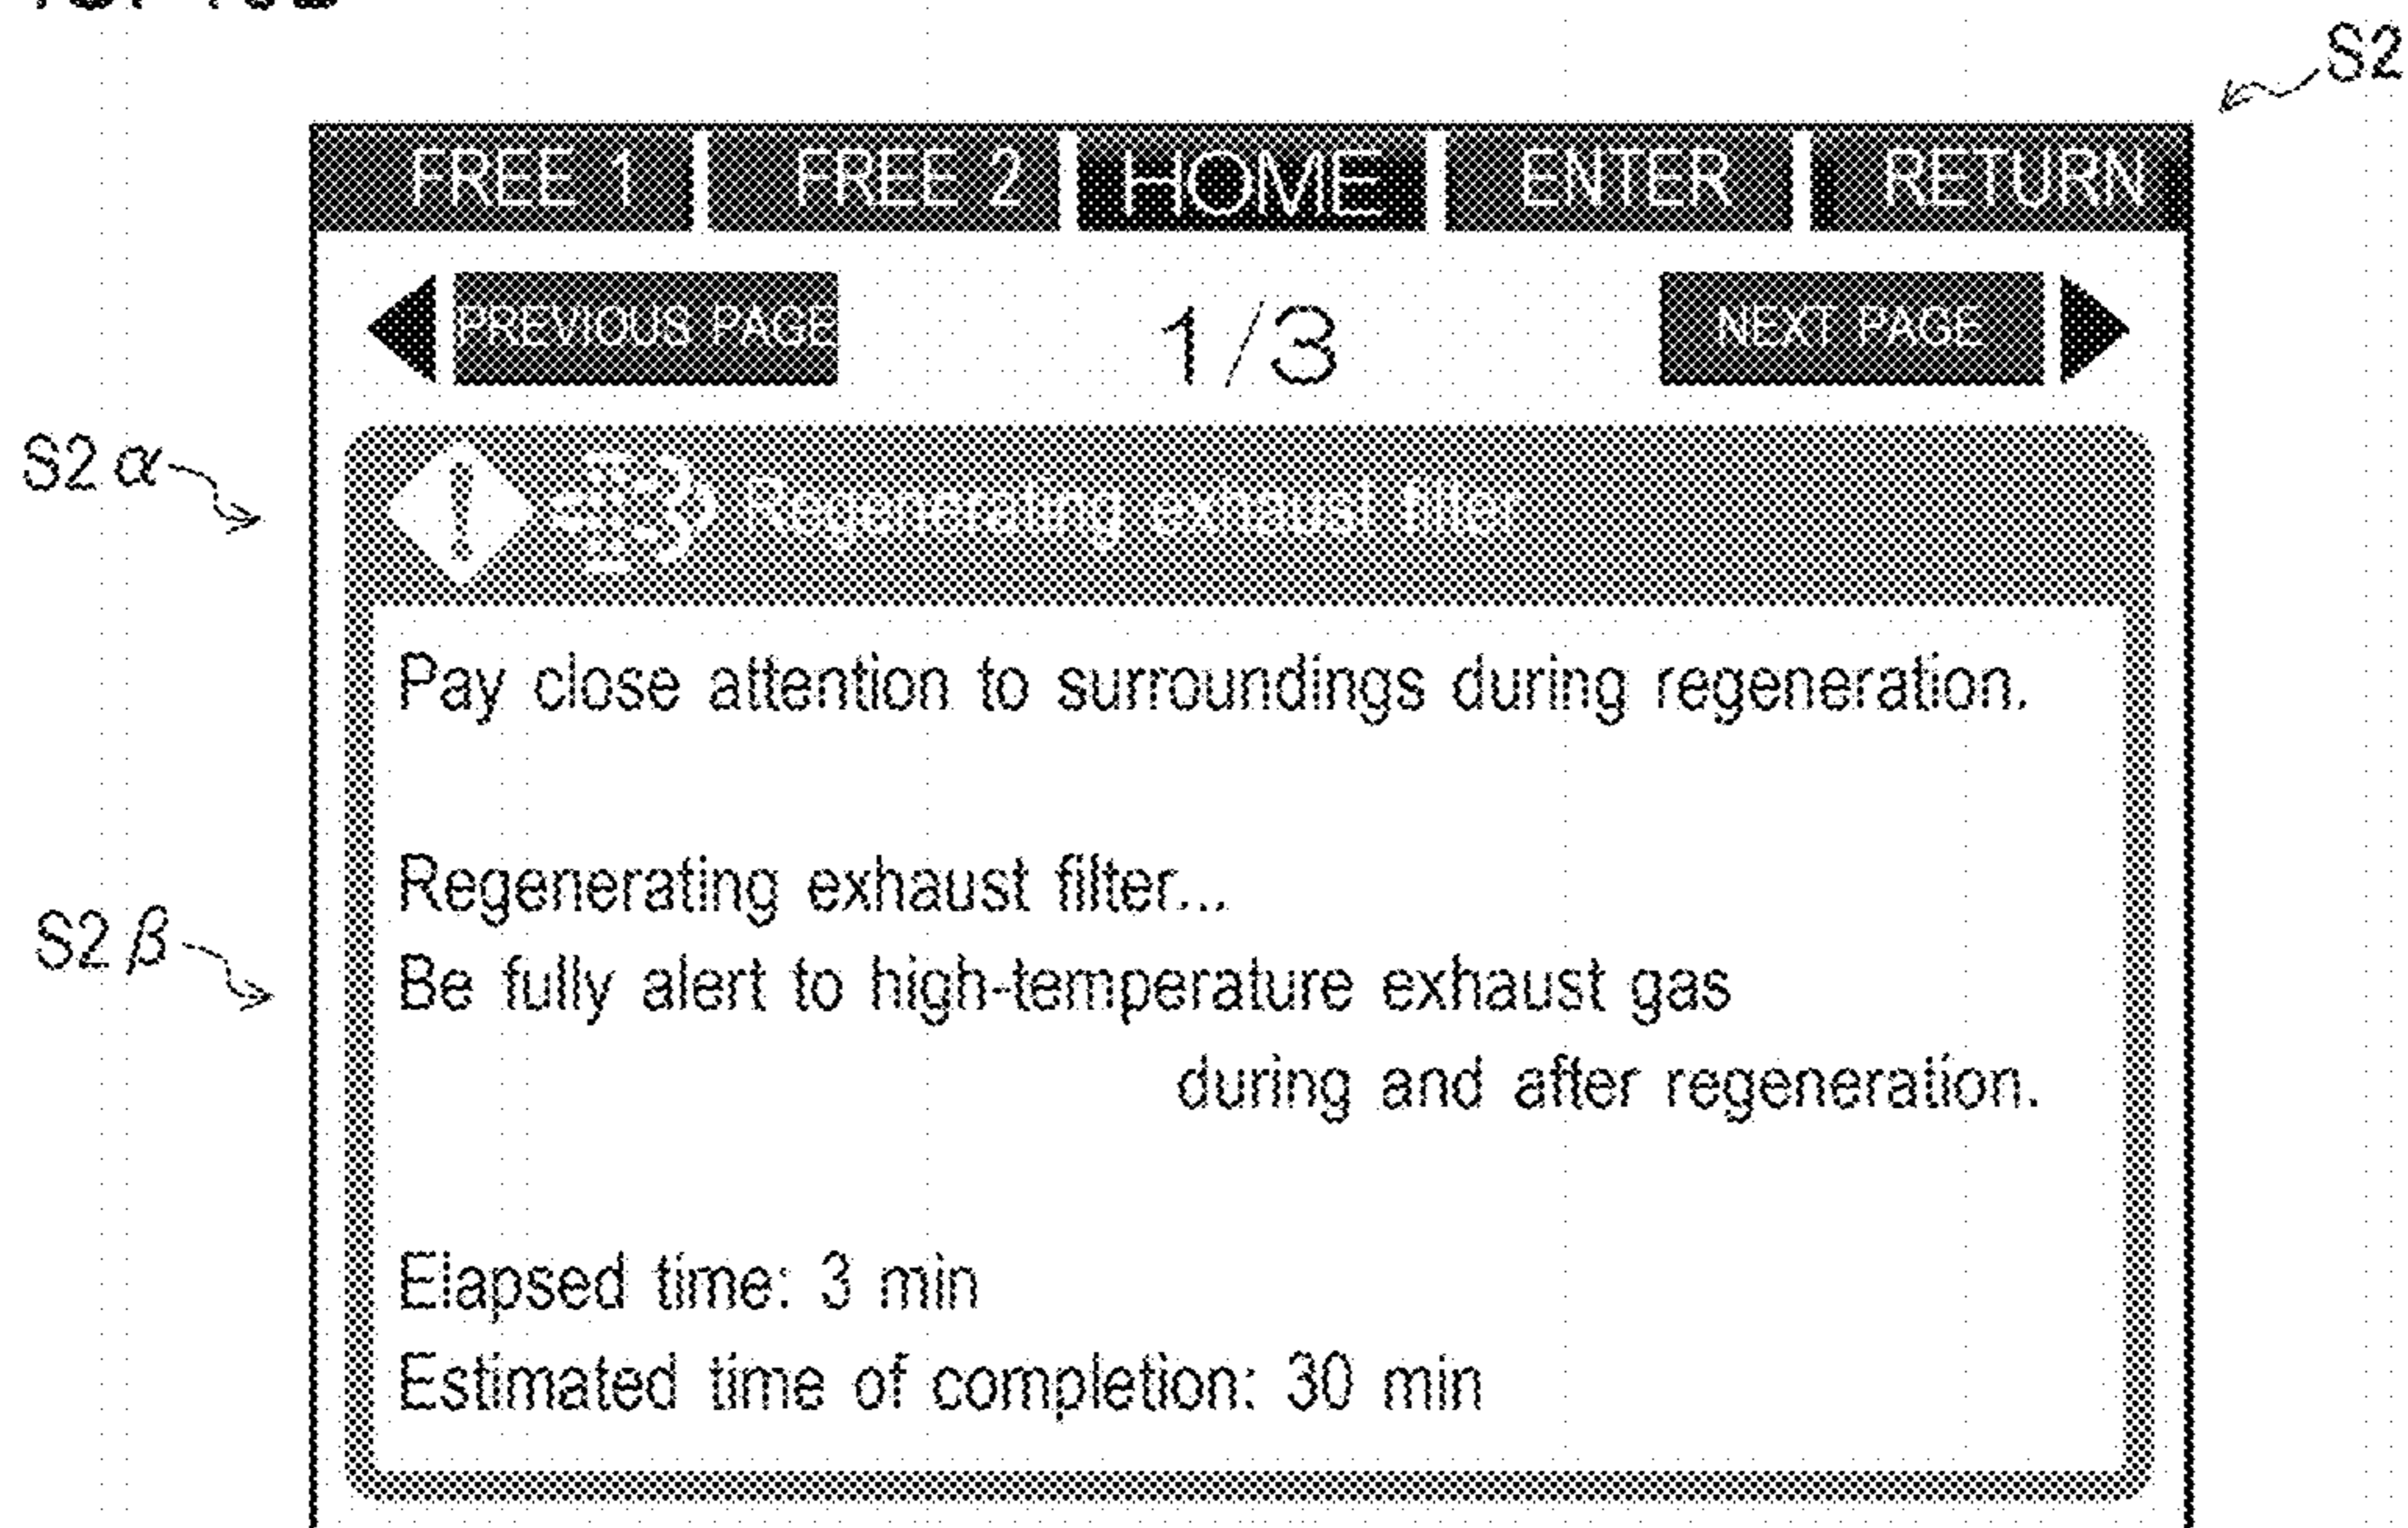 S2
FREE 1 FREE 2 HOME ENTER RETURN
PREVIOUS PAGE 1/3 NEXT PAGE
S2α
! Regenerating exhaust filter
Pay close attention to surroundings during regeneration.
Regenerating exhaust filter...
S2β
Be fully alert to high-temperature exhaust gas
during and after regeneration.
Elapsed time: 3 min
Estimated time of completion: 30 min